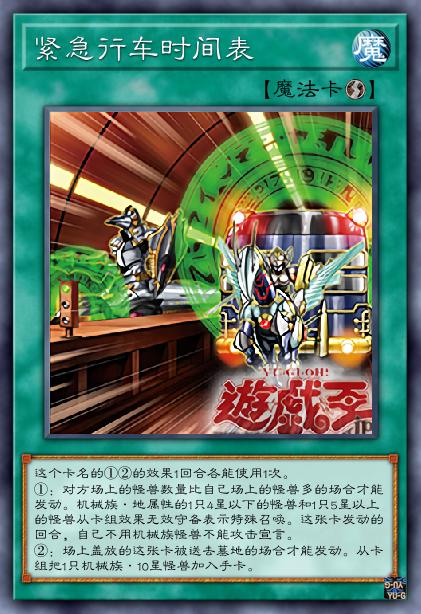 紧急行车时间表
魔
【魔法卡】
YU-GI-OH!
遊戯王
.jp
这个卡名的①②的效果1回合各能使用1次。
①：对方场上的怪兽数量比自己场上的怪兽多的场合才能
发动。机械族・地属性的1只4星以下的怪兽和1只5星以上
的怪兽从卡组效果无效守备表示特殊召唤。这张卡发动的
回合，自己不用机械族怪兽不能攻击宣言。
②：场上盖放的这张卡被送去墓地的场合才能发动。从卡
组把1只机械族・10星怪兽加入手卡。